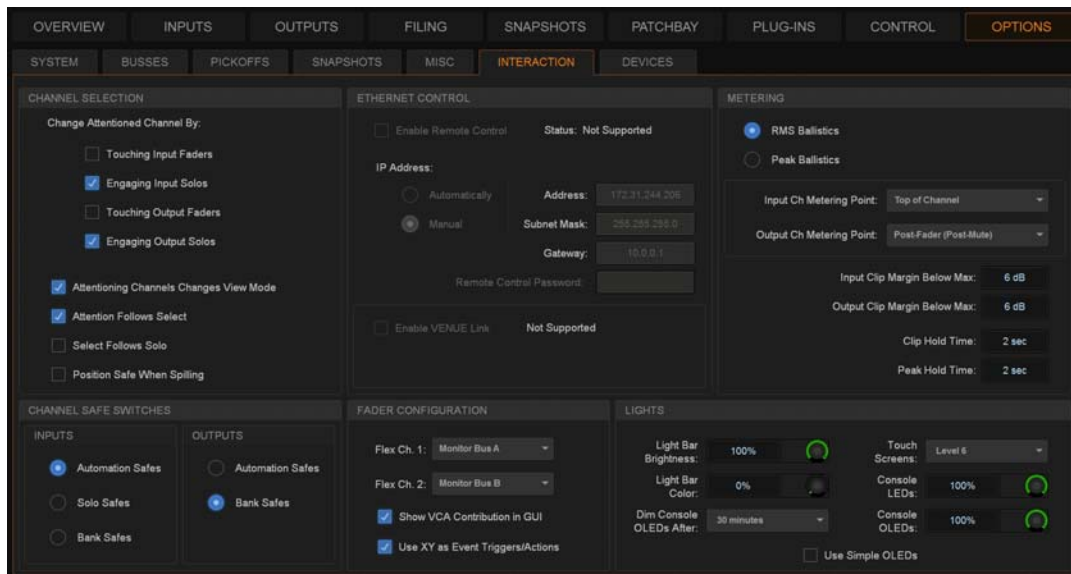 OVERVIEW INPUTS OUTPUTS FILING SNAPSHOTS PATCHBAY PLUG-INS CONTROL OPTIONS
SYSTEM BUSSES PICKOFFS SNAPSHOTS MISC INTERACTION DEVICES
CHANNEL SELECTION
Change Attentioned Channel By:
Touching Input Faders
Engaging Input Solos
Touching Output Faders
Engaging Output Solos
Attentioning Channels Changes View Mode
Attention Follows Select
Select Follows Solo
Position Safe When Spilling
ETHERNET CONTROL
Enable Remote Control Status: Not Supported
IP Address:
Automatically Address: 172.31.244.206
Manual Subnet Mask: 255.255.255.0
Gateway: 10.0.0.1
Remote Control Password:
Enable VENUE Link Not Supported
METERING
RMS Ballistics
Peak Ballistics
Input Ch Metering Point: Top of Channel
Output Ch Metering Point: Post-Fader (Post-Mute)
Input Clip Margin Below Max: 6 dB
Output Clip Margin Below Max: 6 dB
Clip Hold Time: 2 sec
Peak Hold Time: 2 sec
CHANNEL SAFE SWITCHES
INPUTS
Automation Safes
Solo Safes
Bank Safes
OUTPUTS
Automation Safes
Bank Safes
FADER CONFIGURATION
Flex Ch. 1: Monitor Bus A
Flex Ch. 2: Monitor Bus B
Show VCA Contribution in GUI
Use XY as Event Triggers/Actions
LIGHTS
Light Bar
Brightness: 100%
Light Bar
Color: 0%
Dim Console
OLEDs After: 30 minutes
Touch
Screens: Level 6
Console
LEDs: 100%
Console
OLEDs: 100%
Use Simple OLEDs